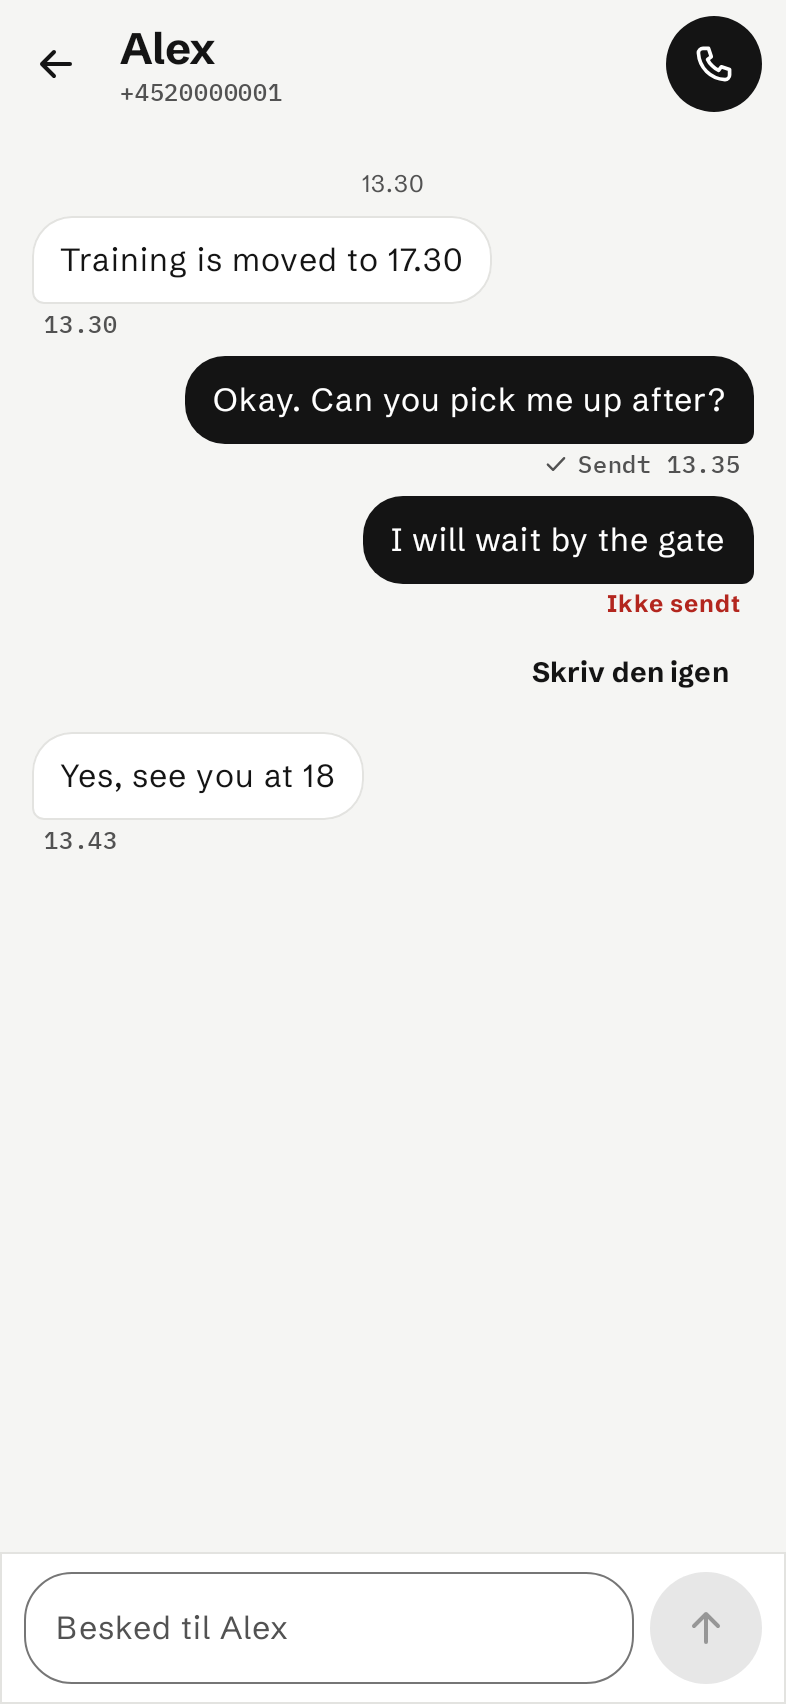 Alex
+4520000001
13.30
Training is moved to 17.30
13.30
Okay. Can you pick me up after?
Sendt 13.35
I will wait by the gate
Ikke sendt
Skriv den igen
Yes, see you at 18
13.43
Besked til Alex